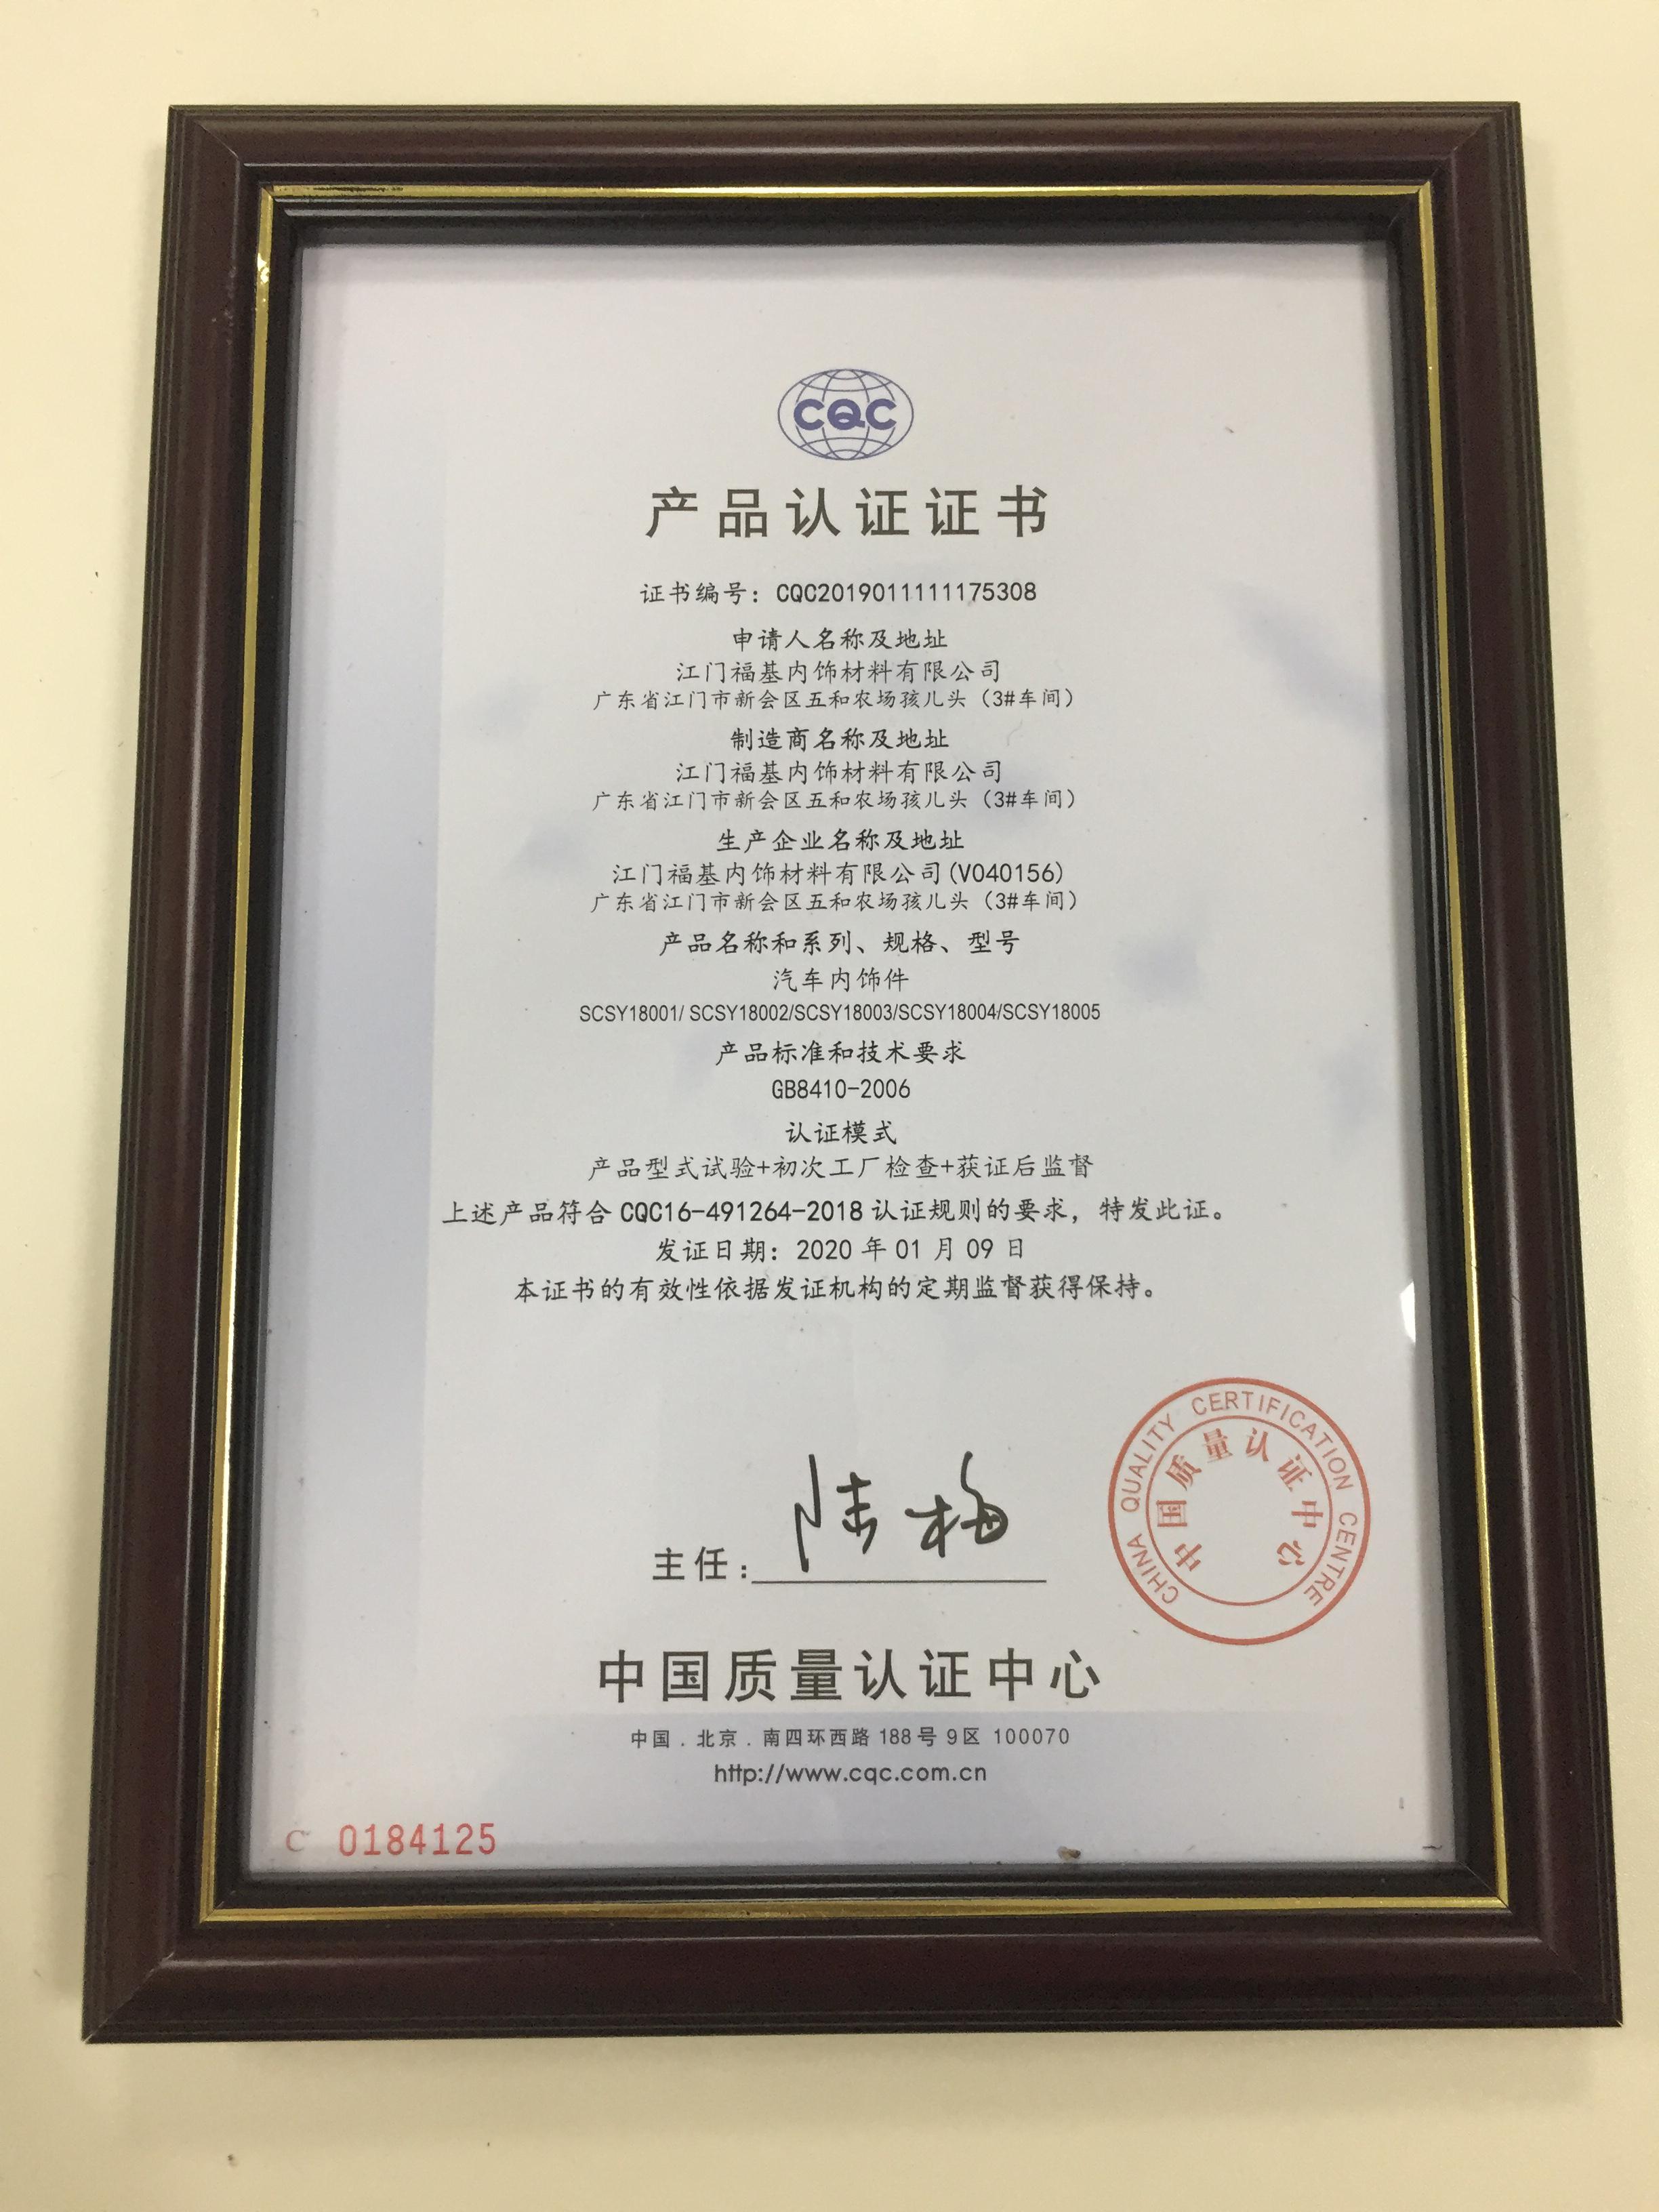 CQC
产品认证证书
证书编号：CQC2019011111175308
申请人名称及地址
江门福基内饰材料有限公司
广东省江门市新会区五和农场孩儿头（3#车间）
制造商名称及地址
江门福基内饰材料有限公司
广东省江门市新会区五和农场孩儿头（3#车间）
生产企业名称及地址
江门福基内饰材料有限公司(V040156)
广东省江门市新会区五和农场孩儿头（3#车间）
产品名称和系列、规格、型号
汽车内饰件
SCSY18001/ SCSY18002/SCSY18003/SCSY18004/SCSY18005
产品标准和技术要求
GB8410-2006
认证模式
产品型式试验+初次工厂检查+获证后监督
上述产品符合 CQC16-491264-2018 认证规则的要求，特发此证。
发证日期：2020 年 01 月 09 日
本证书的有效性依据发证机构的定期监督获得保持。
主任：陆梅
CHINA QUALITY CERTIFICATION CENTRE
中国质量认证中心
中国质量认证中心
中国．北京．南四环西路 188 号 9 区 100070
http://www.cqc.com.cn
C 0184125